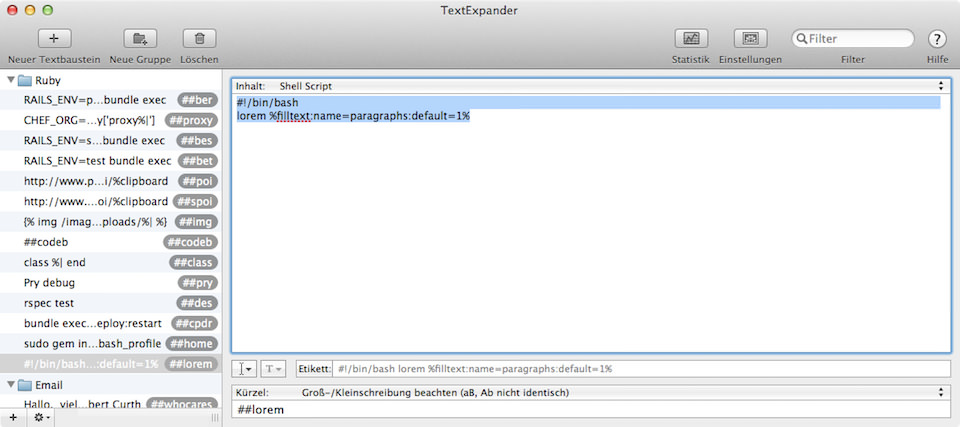 TextExpander
Neuer Textbaustein
Neue Gruppe
Löschen
Statistik
Einstellungen
Filter
Filter
?
Hilfe
Ruby
RAILS_ENV=p...bundle exec ##ber
CHEF_ORG=...y['proxy%|'] ##proxy
RAILS_ENV=s...bundle exec ##bes
RAILS_ENV=test bundle exec ##bet
http://www.p...i/%clipboard ##poi
http://www....oi/%clipboard ##spoi
{% img /imag...ploads/%| %} ##img
##codeb ##codeb
class %| end ##class
Pry debug ##pry
rspec test ##des
bundle exec...eploy:restart ##cpdr
sudo gem in...bash_profile ##home
#!/bin/bash...:default=1% ##lorem
Email
Hallo, viel...bert Curth ##whocares
Inhalt: Shell Script
#!/bin/bash
lorem %filltext:name=paragraphs:default=1%
T
Etikett: #!/bin/bash lorem %filltext:name=paragraphs:default=1%
Kürzel: Groß-/Kleinschreibung beachten (aB, Ab nicht identisch)
##lorem